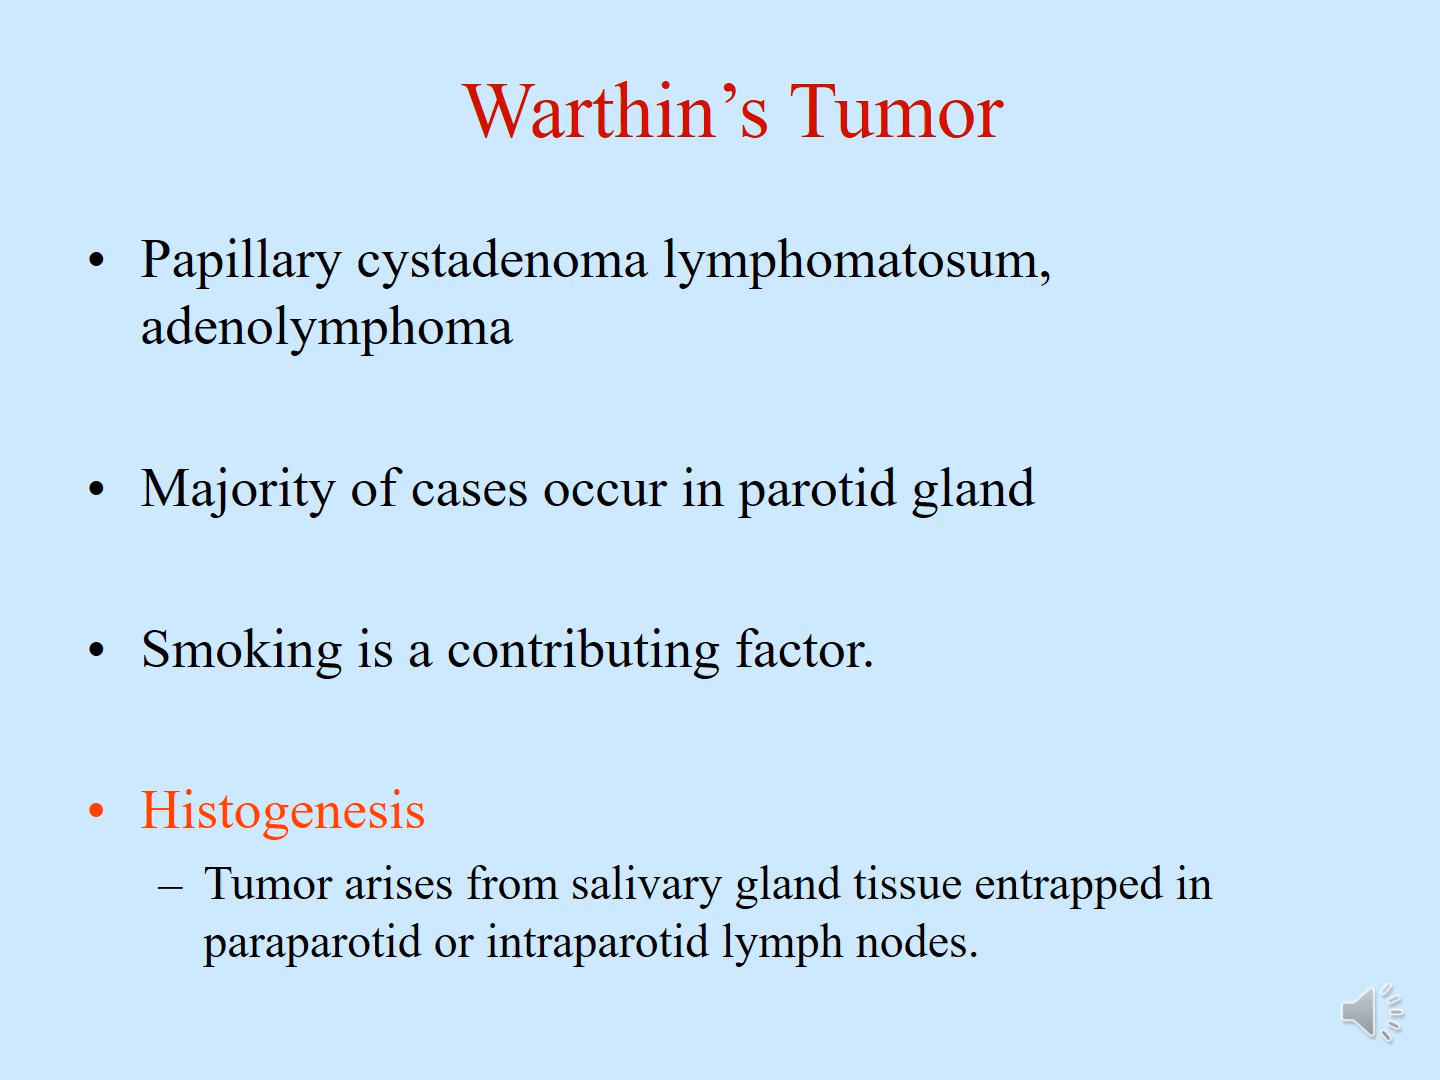 Warthin’s Tumor
• Papillary cystadenoma lymphomatosum,
adenolymphoma
• Majority of cases occur in parotid gland
• Smoking is a contributing factor.
• Histogenesis
– Tumor arises from salivary gland tissue entrapped in
paraparotid or intraparotid lymph nodes.